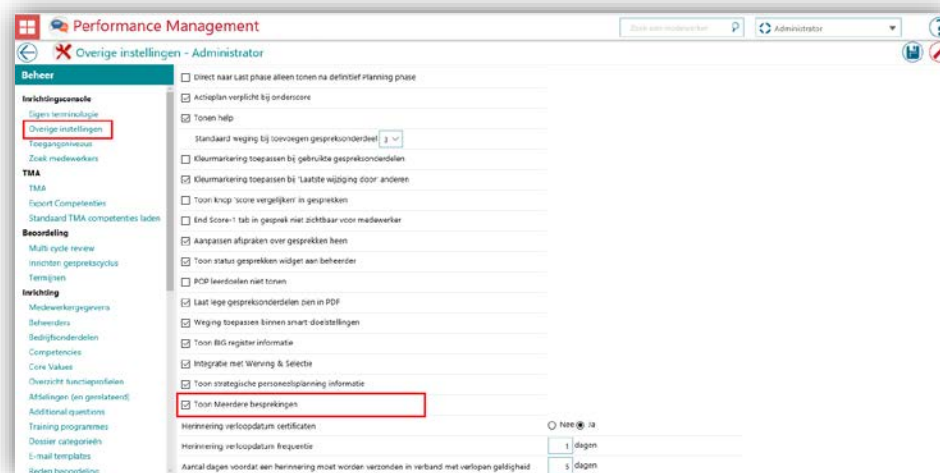 Performance Management
Zoek een medewerker
Administrator
Overige instellingen - Administrator
Beheer
Inrichtingsconsole
Eigen terminologie
Overige instellingen
Toegangsniveaus
Zoek medewerkers
TMA
TMA
Export Competenties
Standaard TMA competenties laden
Beoordeling
Multi cycle review
Inrichten gesprekscyclus
Termijnen
Inrichting
Medewerkergegevens
Beheerders
Bedrijfsonderdelen
Competencies
Core Values
Overzicht functieprofielen
Afdelingen (en gerelateerd)
Additional questions
Training programmes
Dossier categorieën
E-mail templates
Reden beoordeling
Direct naar Last phase alleen tonen na definitief Planning phase
Actieplan verplicht bij onderscore
Tonen help
Standaard weging bij toevoegen gespreksonderdeel 3
Kleurmarkering toepassen bij gebruikte gespreksonderdelen
Kleurmarkering toepassen bij 'Laatste wijziging door' anderen
Toon knop 'score vergelijken' in gesprekken
End Score-1 tab in gesprek niet zichtbaar voor medewerker
Aanpassen afspraken over gesprekken heen
Toon status gesprekken widget aan beheerder
POP leerdoelen niet tonen
Laat lege gespreksonderdelen zien in PDF
Weging toepassen binnen smart-doelstellingen
Toon BIG register informatie
Integratie met Werving & Selectie
Toon strategische personeelsplanning informatie
Toon Meerdere besprekingen
Herinnering verloopdatum certificaten Nee Ja
Herinnering verloopdatum frequentie 1 dagen
Aantal dagen voordat een herinnering moet worden verzonden in verband met verlopen geldigheid 5 dagen